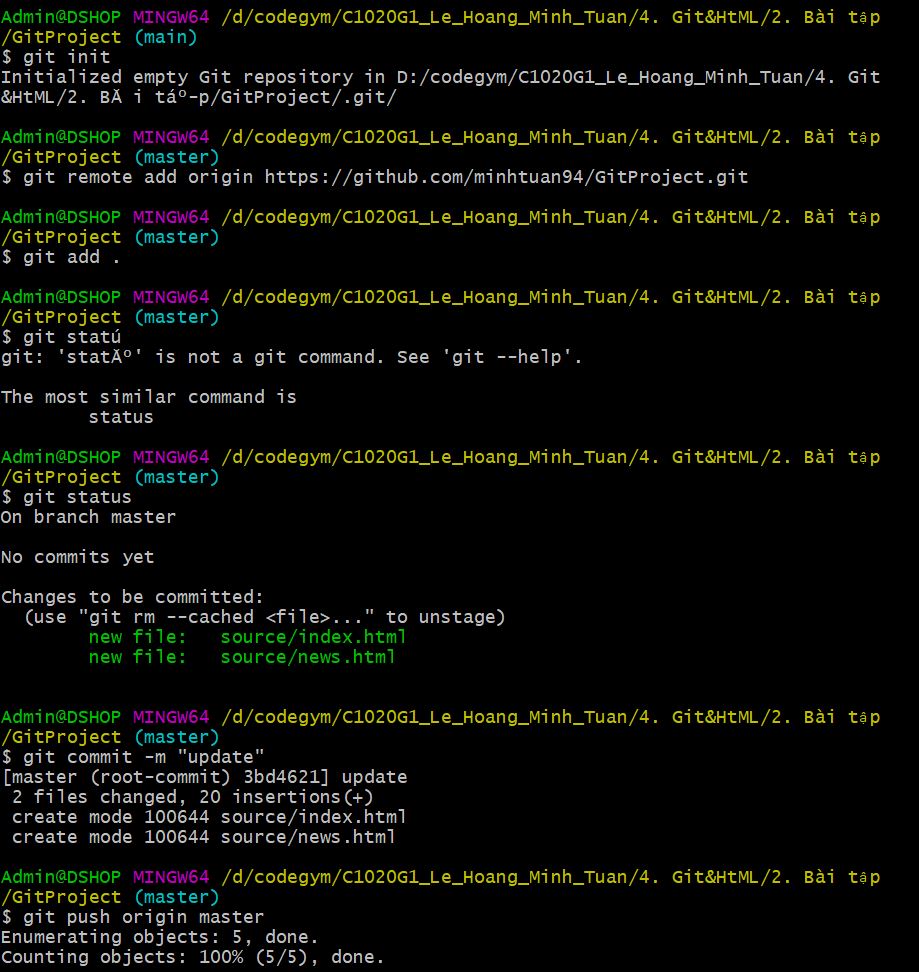 Admin@DSHOP MINGW64 /d/codegym/C1020G1_Le_Hoang_Minh_Tuan/4. Git&HtML/2. Bài tập
/GitProject (main)
$ git init
Initialized empty Git repository in D:/codegym/C1020G1_Le_Hoang_Minh_Tuan/4. Git
&HtML/2. BĂ i táº­p/GitProject/.git/
Admin@DSHOP MINGW64 /d/codegym/C1020G1_Le_Hoang_Minh_Tuan/4. Git&HtML/2. Bài tập
/GitProject (master)
$ git remote add origin https://github.com/minhtuan94/GitProject.git
Admin@DSHOP MINGW64 /d/codegym/C1020G1_Le_Hoang_Minh_Tuan/4. Git&HtML/2. Bài tập
/GitProject (master)
$ git add .
Admin@DSHOP MINGW64 /d/codegym/C1020G1_Le_Hoang_Minh_Tuan/4. Git&HtML/2. Bài tập
/GitProject (master)
$ git statú
git: 'statĂº' is not a git command. See 'git --help'.
The most similar command is
status
Admin@DSHOP MINGW64 /d/codegym/C1020G1_Le_Hoang_Minh_Tuan/4. Git&HtML/2. Bài tập
/GitProject (master)
$ git status
On branch master
No commits yet
Changes to be committed:
(use "git rm --cached <file>..." to unstage)
new file:   source/index.html
new file:   source/news.html
Admin@DSHOP MINGW64 /d/codegym/C1020G1_Le_Hoang_Minh_Tuan/4. Git&HtML/2. Bài tập
/GitProject (master)
$ git commit -m "update"
[master (root-commit) 3bd4621] update
2 files changed, 20 insertions(+)
create mode 100644 source/index.html
create mode 100644 source/news.html
Admin@DSHOP MINGW64 /d/codegym/C1020G1_Le_Hoang_Minh_Tuan/4. Git&HtML/2. Bài tập
/GitProject (master)
$ git push origin master
Enumerating objects: 5, done.
Counting objects: 100% (5/5), done.